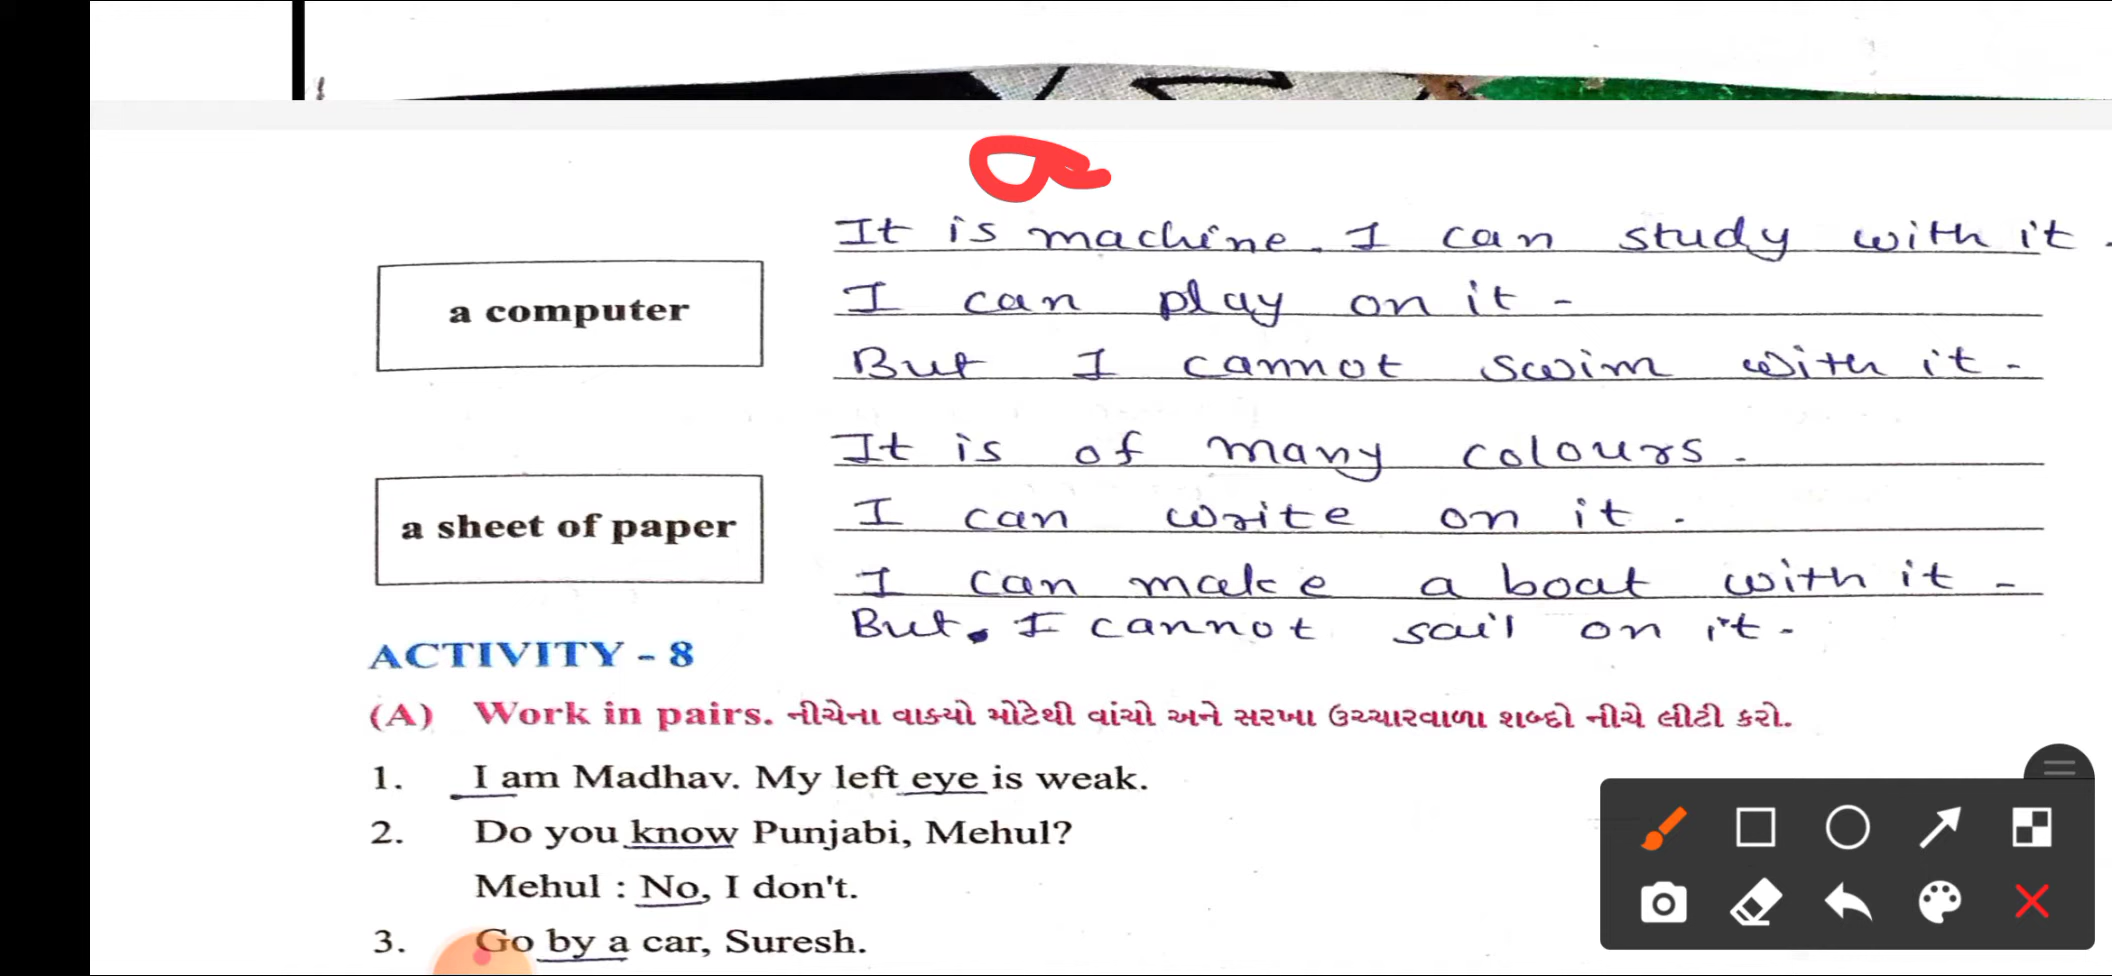 a
It is machine. I can study with it.
a computer
I can play on it.
But I cannot swim with it.
It is of many colours.
a sheet of paper
I can write on it.
I can make a boat with it.
But, I cannot sail on it.
ACTIVITY - 8
(A) Work in pairs. નીચેના વાક્યો મોટેથી વાંચો અને સરખા ઉચ્ચારવાળા શબ્દો નીચે લીટી કરો.
1. I am Madhav. My left eye is weak.
2. Do you know Punjabi, Mehul?
Mehul : No, I don't.
3. Go by a car, Suresh.